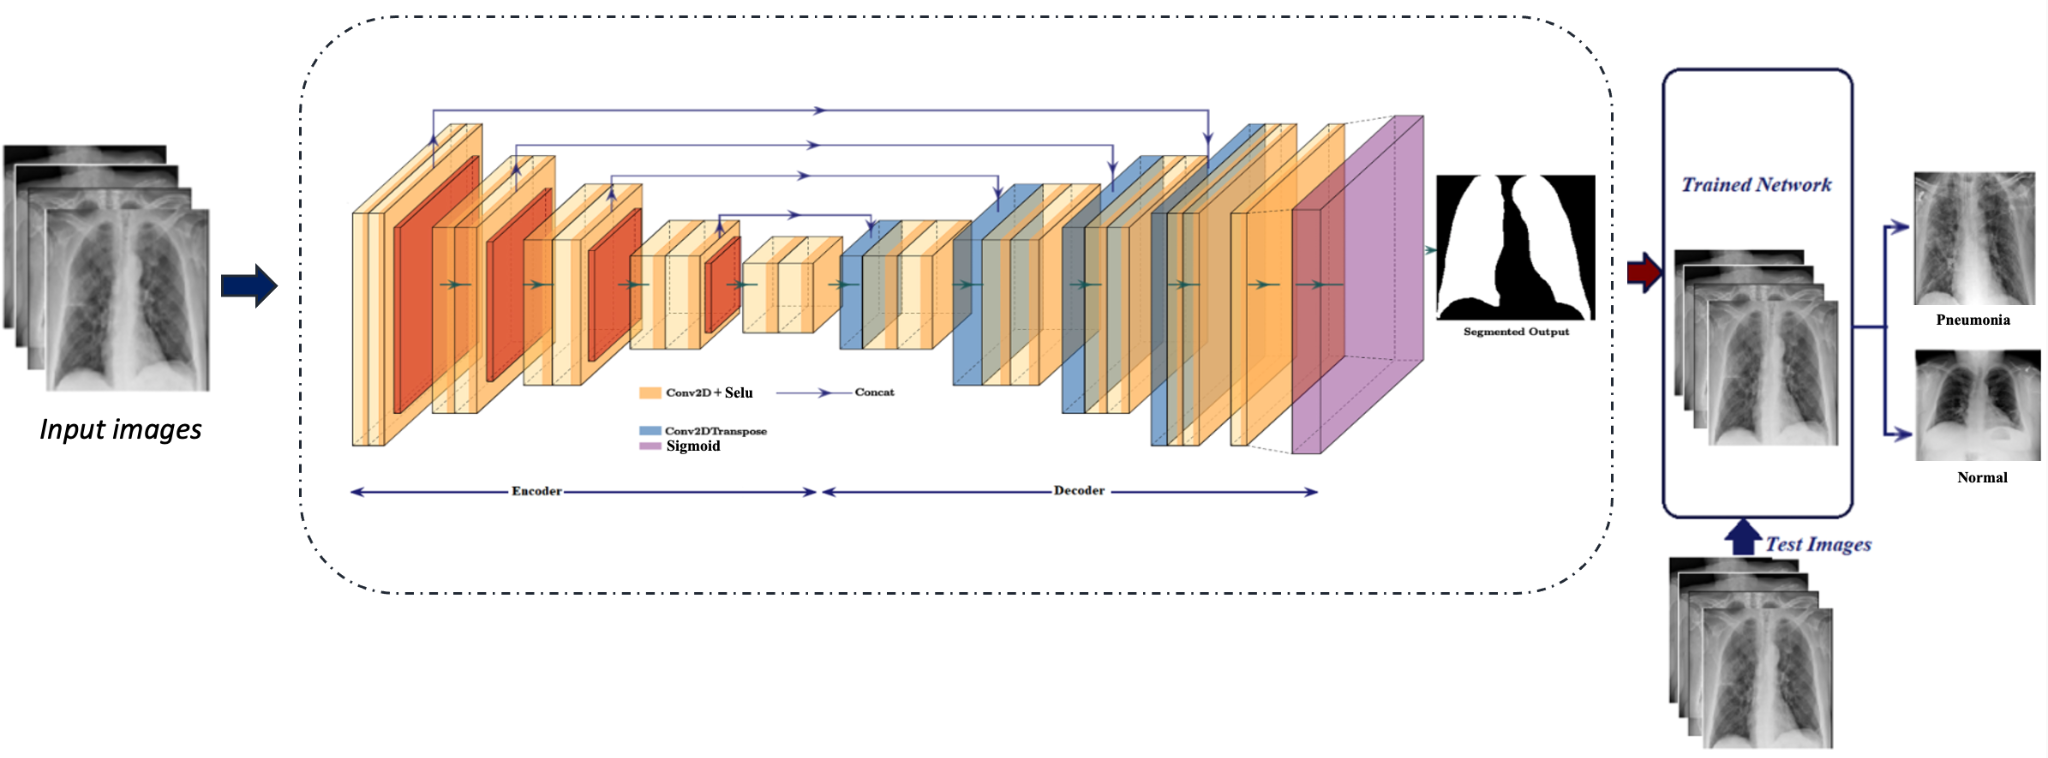 Input images
Conv2D + Selu
Concat
Conv2DTranspose
Sigmoid
Encoder
Decoder
Segmented Output
Trained Network
Test Images
Pneumonia
Normal